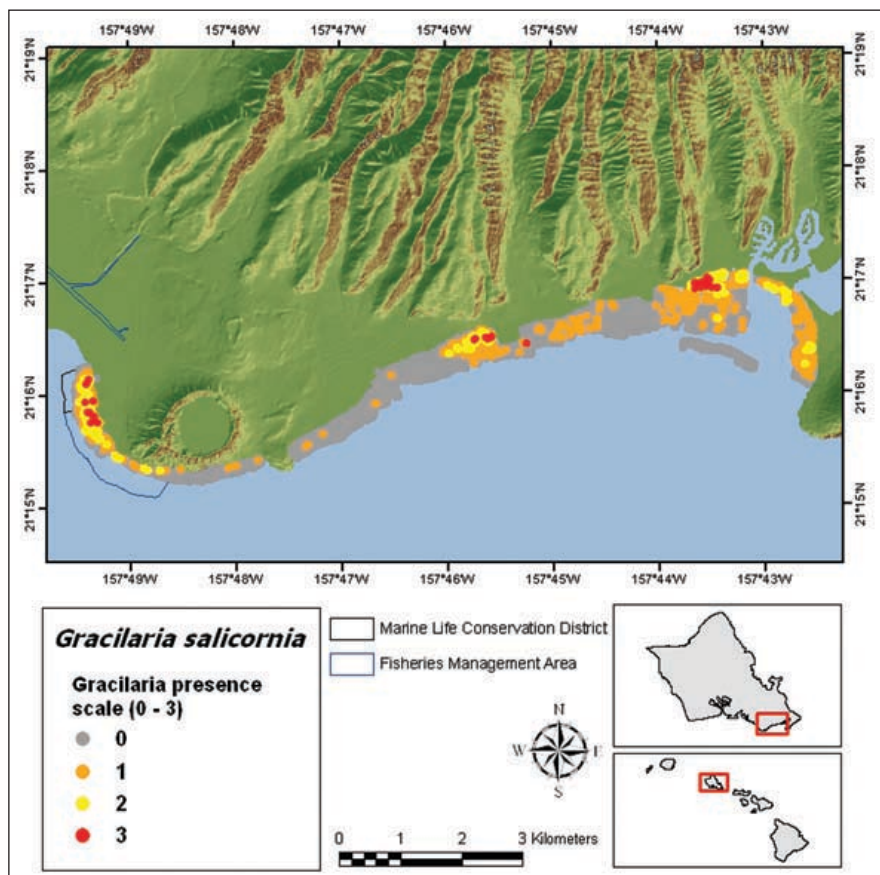 157°49'W 157°48'W 157°47'W 157°46'W 157°45'W 157°44'W 157°43'W
21°19'N 21°19'N
21°18'N 21°18'N
21°17'N 21°17'N
21°16'N 21°16'N
21°15'N 21°15'N
157°49'W 157°48'W 157°47'W 157°46'W 157°45'W 157°44'W 157°43'W
Gracilaria salicornia
Gracilaria presence
scale (0 - 3)
0
1
2
3
Marine Life Conservation District
Fisheries Management Area
N
W E
S
0 1 2 3 Kilometers